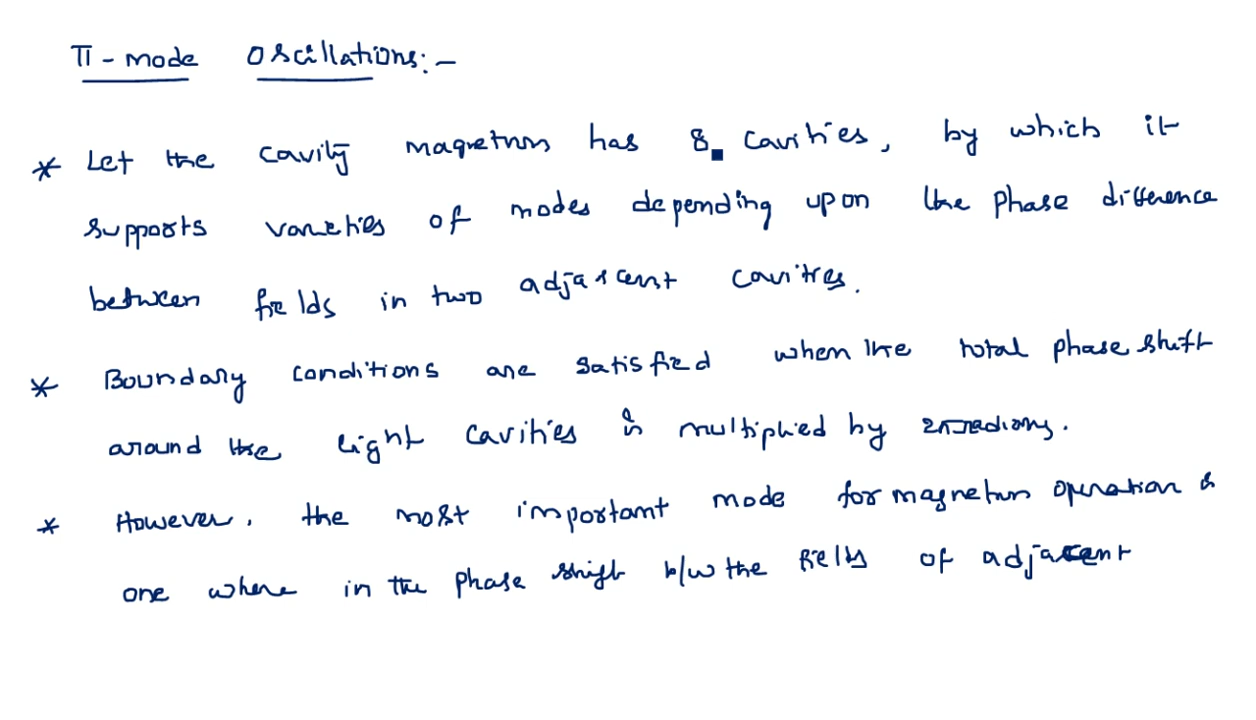 π - mode oscillations:-
* Let the cavity magnetron has 8 cavities, by which it
supports varieties of modes depending upon the phase difference
between fields in two adjascent cavities.
* Boundary conditions are satisfied when the total phase shift
around the eight cavities is multiplied by 2π radians.
* However, the most important mode for magnetron operation is
one where in the phase shift b/w the fields of adjacent